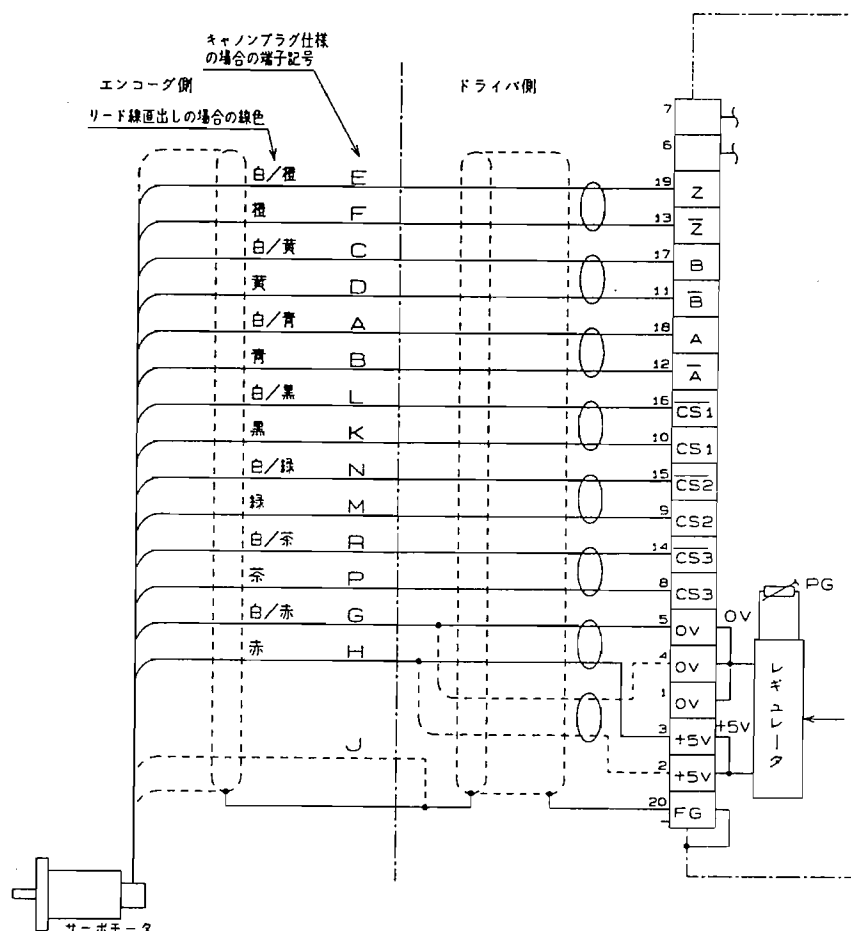 キャノンプラグ仕様
の場合の端子記号
エンコーダ側
ドライバ側
リード線直出しの場合の線色
7
6
白/橙 E 19 Z
橙 F 13 Z̅
白/黄 C 17 B
黄 D 11 B̅
白/青 A 18 A
青 B 12 A̅
白/黒 L 16 C̅S̅1̅
黒 K 10 CS1
白/緑 N 15 C̅S̅2̅
緑 M 9 CS2
白/茶 R 14 C̅S̅3̅
茶 P 8 CS3
白/赤 G 5 0V 0V
赤 H 4 0V
1 0V
3 +5V +5V
J 2 +5V
20 FG
PG
レギュレータ
サーボモータ